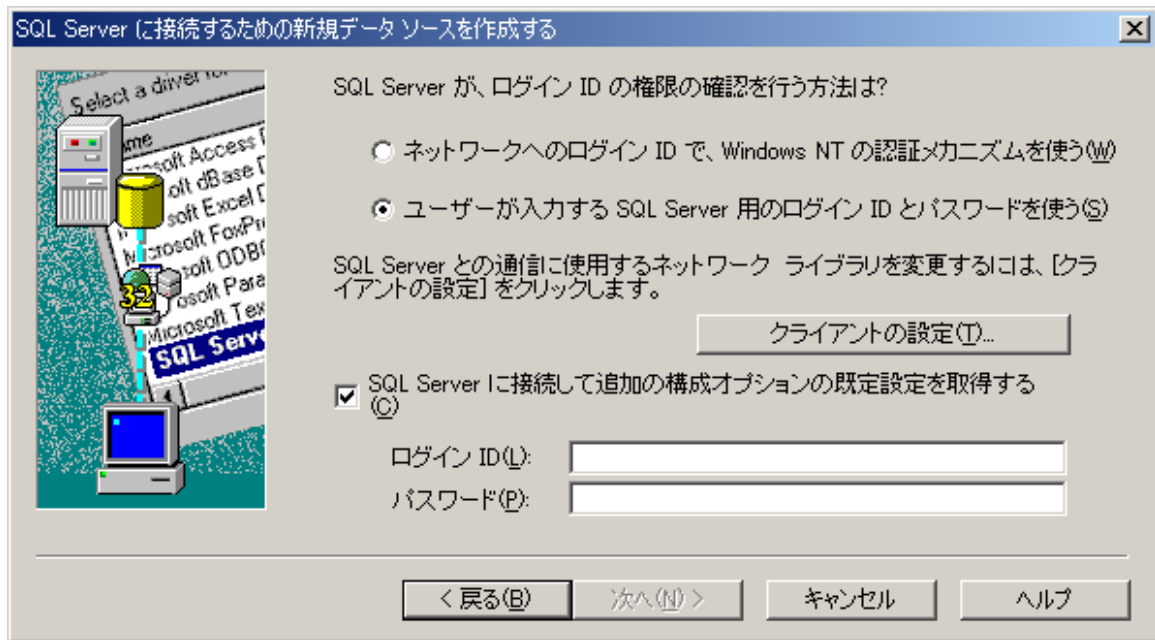 SQL Server に接続するための新規データ ソースを作成する
Select a driver for
ame
Microsoft Access
oft dBase
soft Excel
Microsoft FoxPro
soft ODBC
osoft Para
Microsoft Text
SQL Server
32
SQL Server が、ログイン ID の権限の確認を行う方法は?
ネットワークへのログイン ID で、Windows NT の認証メカニズムを使う(W)
ユーザーが入力する SQL Server 用のログイン ID とパスワードを使う(S)
SQL Server との通信に使用するネットワーク ライブラリを変更するには、[クラ
イアントの設定] をクリックします。
クライアントの設定(T)...
SQL Server に接続して追加の構成オプションの既定設定を取得する
(C)
ログイン ID(L):
パスワード(P):
< 戻る(B)
次へ(N) >
キャンセル
ヘルプ